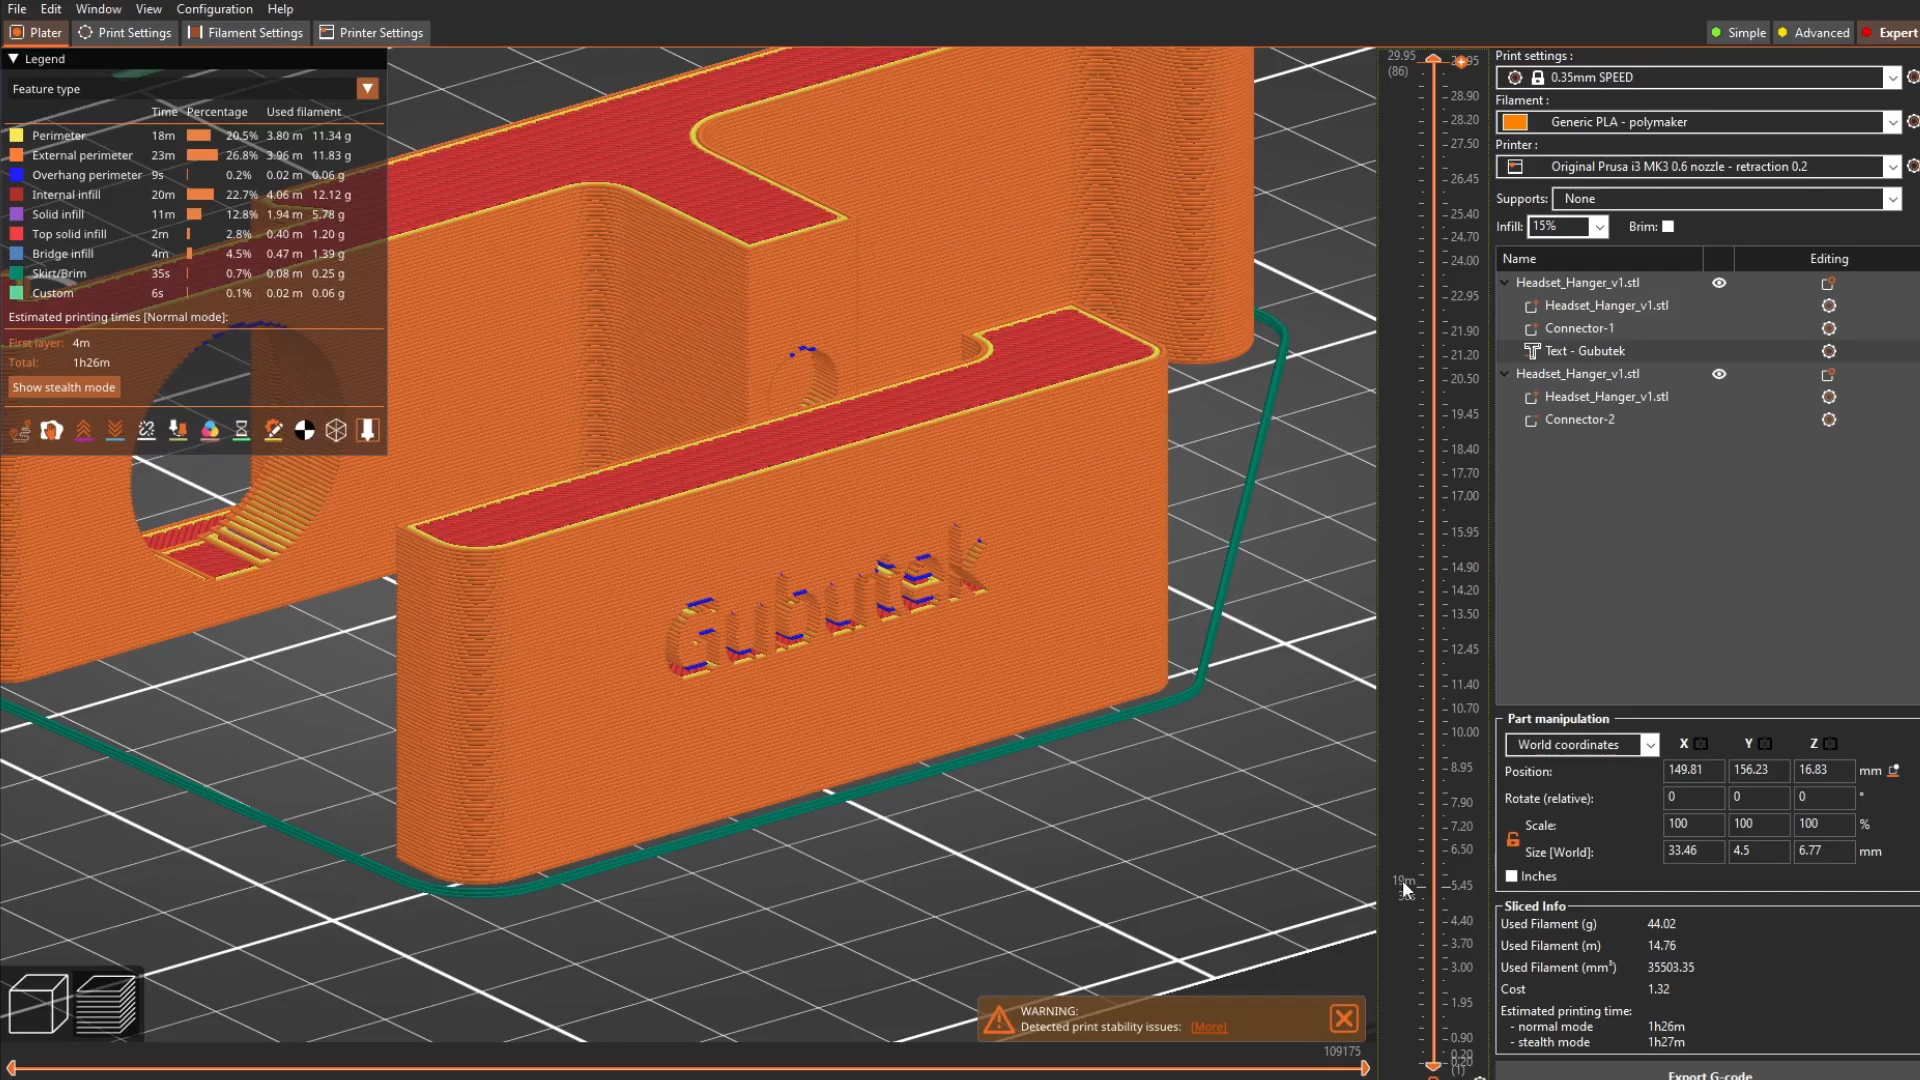 File Edit Window View Configuration Help
Plater Print Settings Filament Settings Printer Settings Simple Advanced Expert
Legend
Feature type
Time Percentage Used filament
Perimeter 18m 20.5% 3.80 m 11.34 g
External perimeter 23m 26.8% 3.96 m 11.83 g
Overhang perimeter 9s 0.2% 0.02 m 0.06 g
Internal infill 20m 22.7% 4.06 m 12.12 g
Solid infill 11m 12.8% 1.94 m 5.78 g
Top solid infill 2m 2.8% 0.40 m 1.20 g
Bridge infill 4m 4.5% 0.47 m 1.39 g
Skirt/Brim 35s 0.7% 0.08 m 0.25 g
Custom 6s 0.1% 0.02 m 0.06 g
Estimated printing times [Normal mode]:
First layer: 4m
Total: 1h26m
Show stealth mode
Gubutek
WARNING:
Detected print stability issues: [More]
109175
29.95
(86)
28.90
28.20
27.50
26.45
25.40
24.70
24.00
22.95
21.90
21.20
20.50
19.45
18.40
17.70
17.00
15.95
14.90
14.20
13.50
12.45
11.40
10.70
10.00
8.95
7.90
7.20
6.50
19m
5.45
4.40
3.70
3.00
1.95
0.90
0.20
(1)
Print settings :
0.35mm SPEED
Filament :
Generic PLA - polymaker
Printer :
Original Prusa i3 MK3 0.6 nozzle - retraction 0.2
Supports: None
Infill: 15% Brim:
Name Editing
Headset_Hanger_v1.stl
Headset_Hanger_v1.stl
Connector-1
Text - Gubutek
Headset_Hanger_v1.stl
Headset_Hanger_v1.stl
Connector-2
Part manipulation
World coordinates X Y Z
Position: 149.81 156.23 16.83 mm
Rotate (relative): 0 0 0 °
Scale: 100 100 100 %
Size [World]: 33.46 4.5 6.77 mm
Inches
Sliced Info
Used Filament (g) 44.02
Used Filament (m) 14.76
Used Filament (mm³) 35503.35
Cost 1.32
Estimated printing time:
- normal mode 1h26m
- stealth mode 1h27m
Export G-code